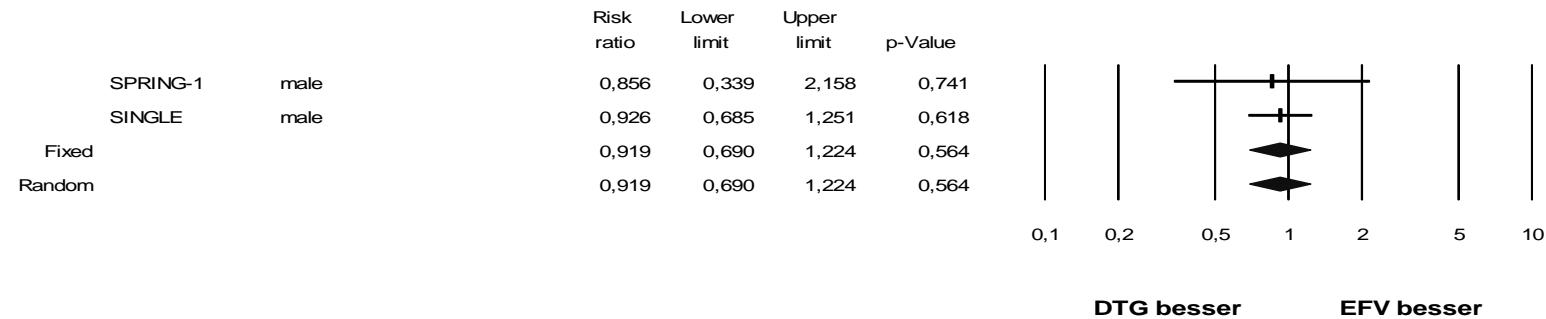 Risk Lower Upper
ratio limit limit p-Value
SPRING-1 male 0,856 0,339 2,158 0,741
SINGLE male 0,926 0,685 1,251 0,618
Fixed 0,919 0,690 1,224 0,564
Random 0,919 0,690 1,224 0,564
0,1 0,2 0,5 1 2 5 10
DTG besser EFV besser